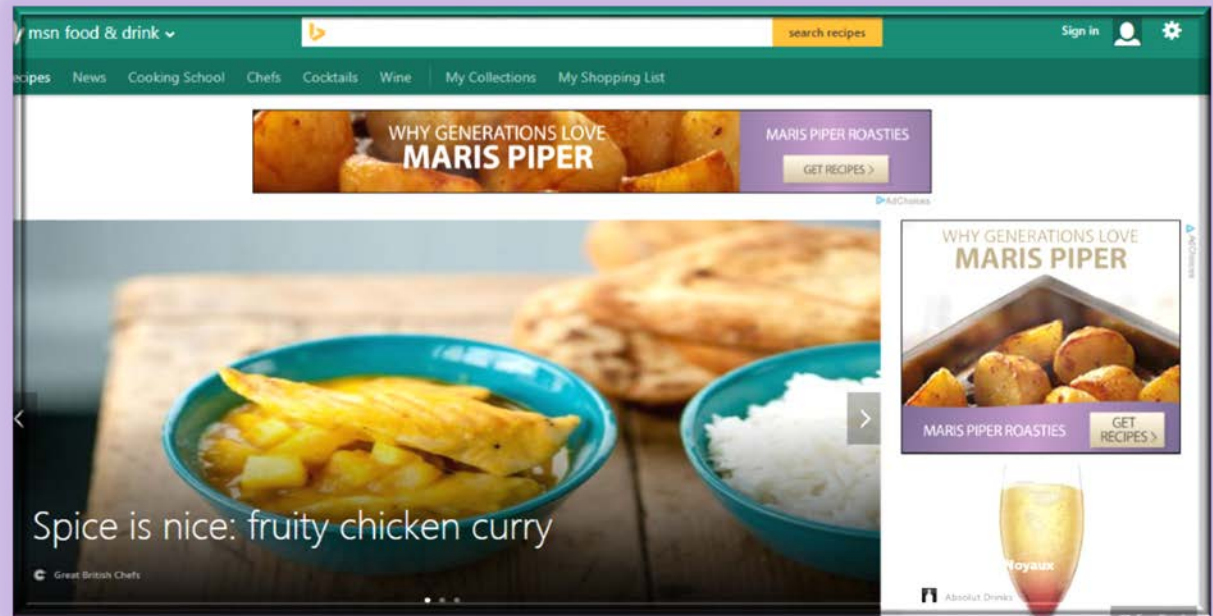 msn food & drink
search recipes
Sign in
Recipes News Cooking School Chefs Cocktails Wine My Collections My Shopping List
WHY GENERATIONS LOVE
MARIS PIPER
MARIS PIPER ROASTIES
GET RECIPES >
AdChoices
WHY GENERATIONS LOVE
MARIS PIPER
AdChoices
MARIS PIPER ROASTIES
GET
RECIPES >
Spice is nice: fruity chicken curry
Great British Chefs
Noyaux
Absolut Drinks